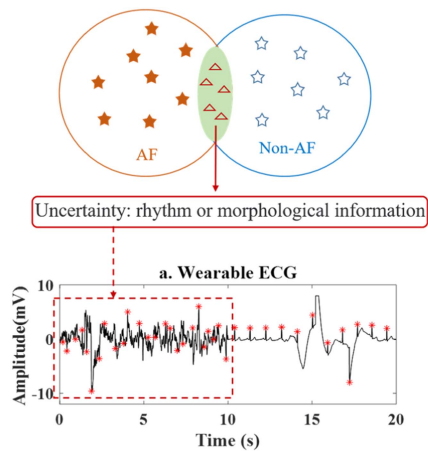 AF
Non-AF
Uncertainty: rhythm or morphological information
a. Wearable ECG
Amplitude(mV)
10
0
-10
0 5 10 15 20
Time (s)